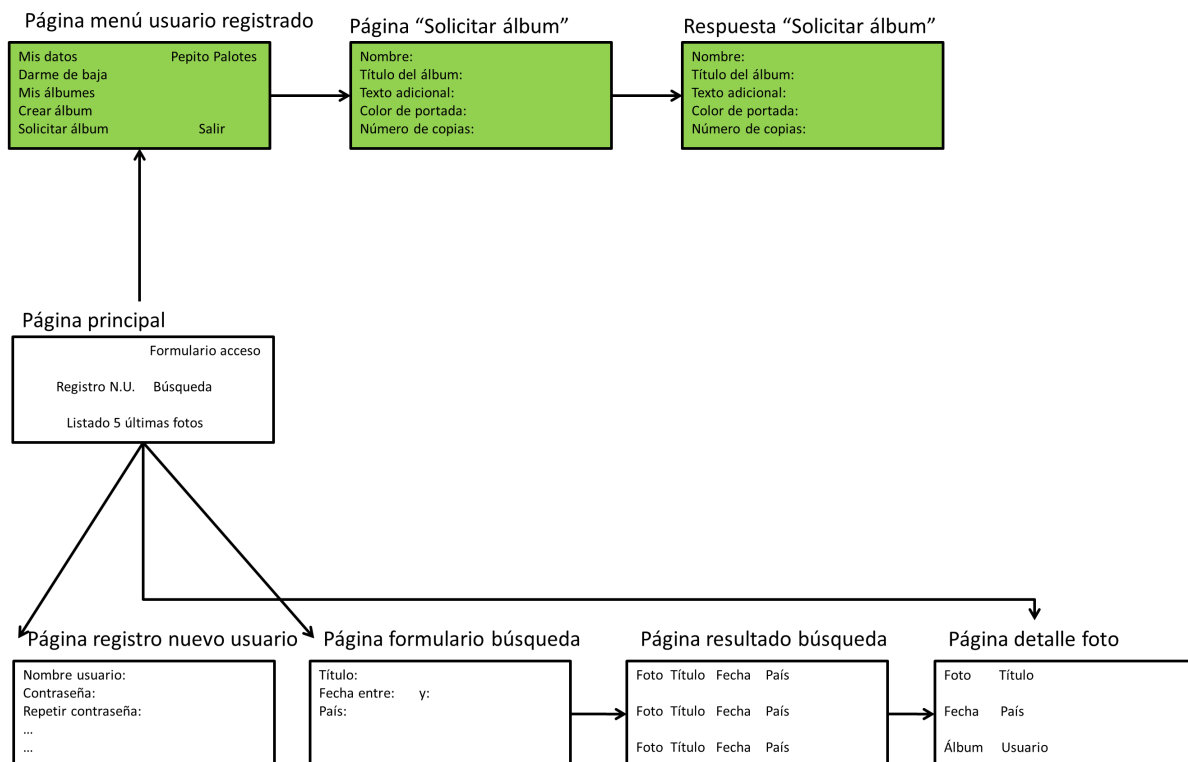 Página menú usuario registrado
Mis datos Pepito Palotes
Darme de baja
Mis álbumes
Crear álbum
Solicitar álbum Salir
Página “Solicitar álbum”
Nombre:
Título del álbum:
Texto adicional:
Color de portada:
Número de copias:
Respuesta “Solicitar álbum”
Nombre:
Título del álbum:
Texto adicional:
Color de portada:
Número de copias:
Página principal
Formulario acceso
Registro N.U. Búsqueda
Listado 5 últimas fotos
Página registro nuevo usuario
Nombre usuario:
Contraseña:
Repetir contraseña:
...
...
Página formulario búsqueda
Título:
Fecha entre: y:
País:
Página resultado búsqueda
Foto Título Fecha País
Foto Título Fecha País
Foto Título Fecha País
Página detalle foto
Foto Título
Fecha País
Álbum Usuario